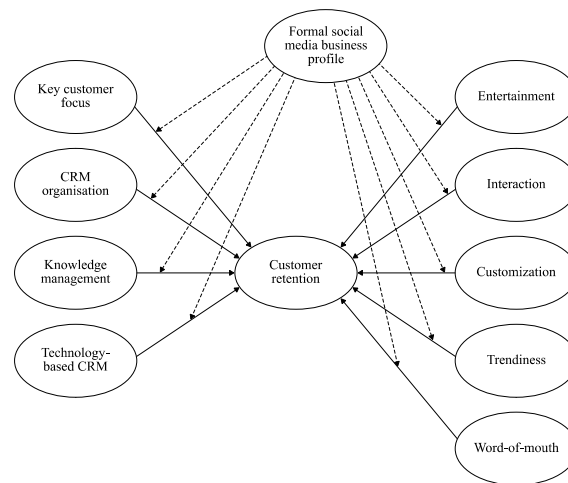 Formal social
media business
profile
Key customer
focus
Entertainment
CRM
organisation
Interaction
Knowledge
management
Customer
retention
Customization
Technology-
based CRM
Trendiness
Word-of-mouth